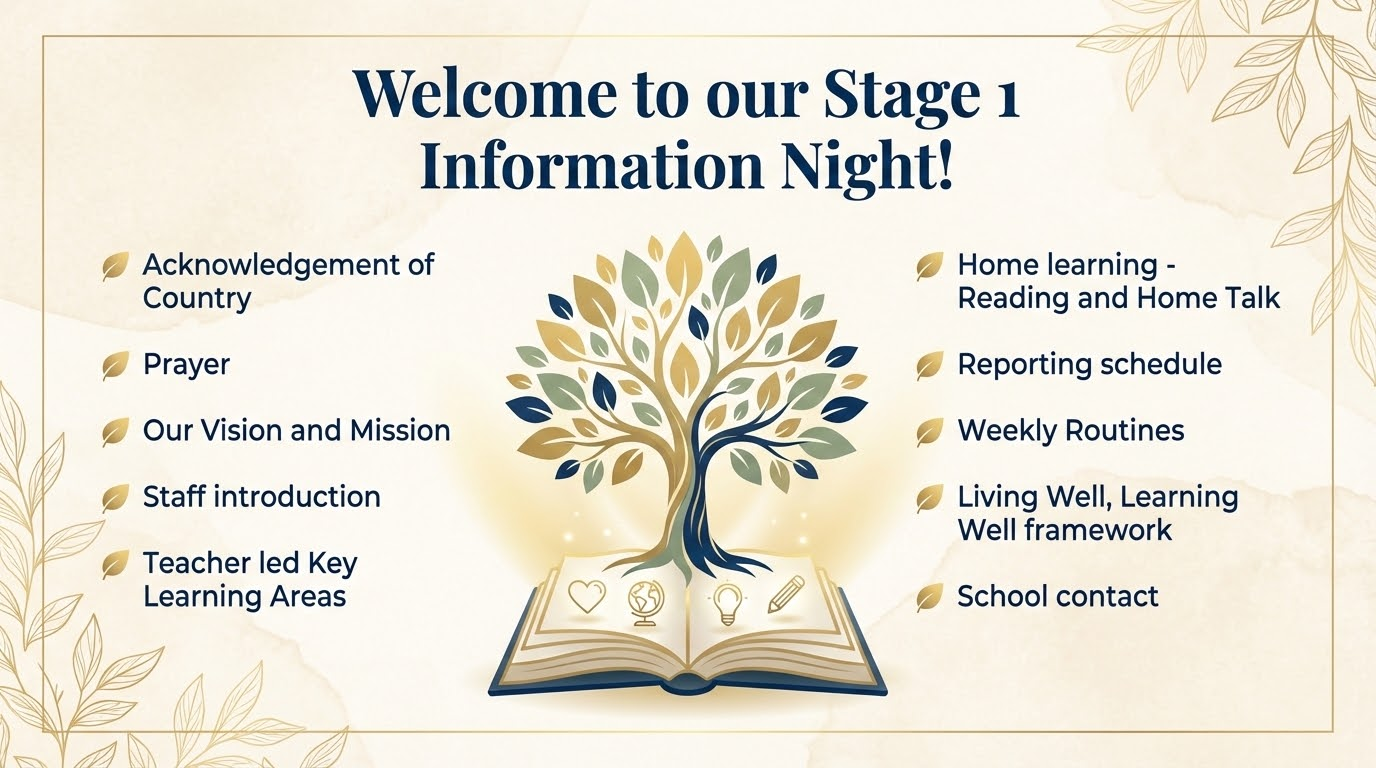 Welcome to our Stage 1
Information Night!
Acknowledgement of
Country
Prayer
Our Vision and Mission
Staff introduction
Teacher led Key
Learning Areas
Home learning -
Reading and Home Talk
Reporting schedule
Weekly Routines
Living Well, Learning
Well framework
School contact